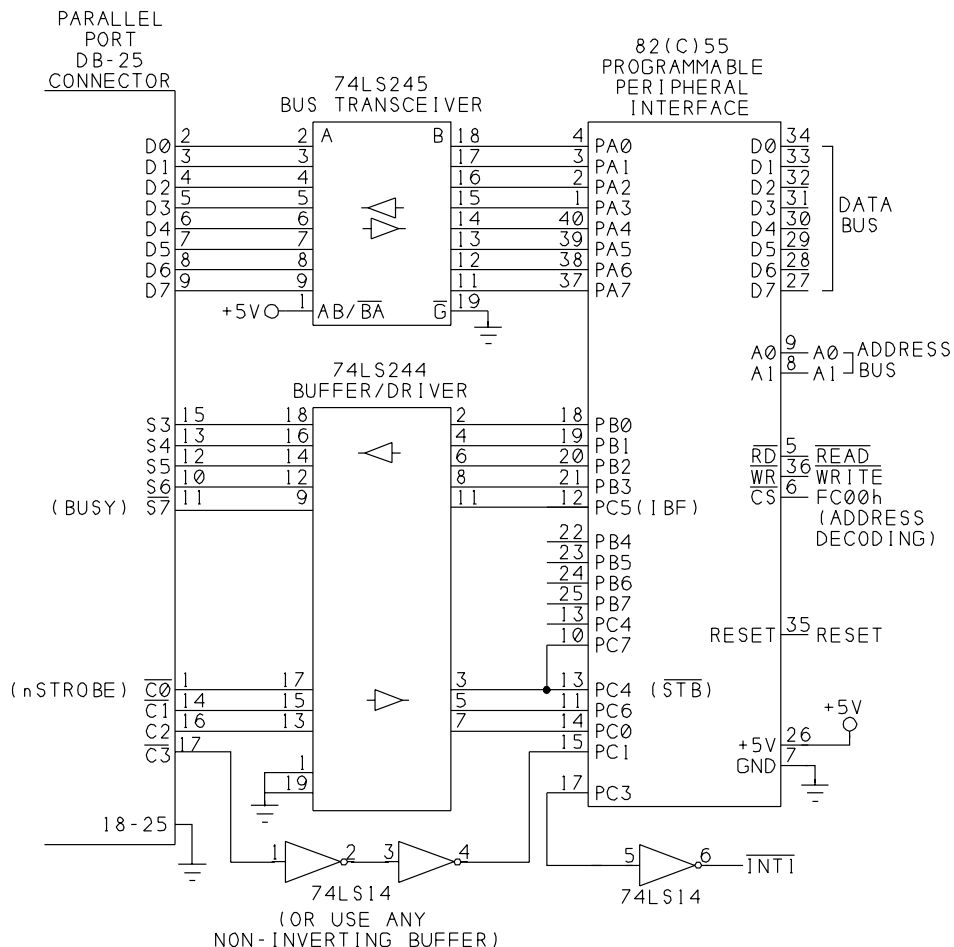 PARALLEL
PORT
DB-25
CONNECTOR
74LS245
BUS TRANSCEIVER
82(C)55
PROGRAMMABLE
PERIPHERAL
INTERFACE
D0 2 2 A B 18 4 PA0 D0 34
D1 3 3 17 3 PA1 D1 33
D2 4 4 16 2 PA2 D2 32
D3 5 5 15 1 PA3 D3 31
D4 6 6 14 40 PA4 D4 30
D5 7 7 13 39 PA5 D5 29
D6 8 8 12 38 PA6 D6 28
D7 9 9 11 37 PA7 D7 27
DATA
BUS
+5V 1 AB/BA G 19
A0 9 A0 ADDRESS
A1 8 A1 BUS
74LS244
BUFFER/DRIVER
S3 15 18 2 18 PB0
S4 13 16 4 19 PB1
S5 12 14 6 20 PB2
S6 10 12 8 21 PB3
(BUSY) S7 11 9 11 12 PC5(IBF)
RD 5 READ
WR 36 WRITE
CS 6 FC00h
(ADDRESS
DECODING)
22 PB4
23 PB5
24 PB6
25 PB7
13 PC4
10 PC7
RESET 35 RESET
(nSTROBE) C0 1 17 3 13 PC4 (STB)
C1 14 15 5 11 PC6
C2 16 13 7 14 PC0
C3 17 15 PC1
+5V
+5V 26
GND 7
1
19
17 PC3
18-25
1 2 3 4
74LS14
(OR USE ANY
NON-INVERTING BUFFER)
5 6 INT1
74LS14